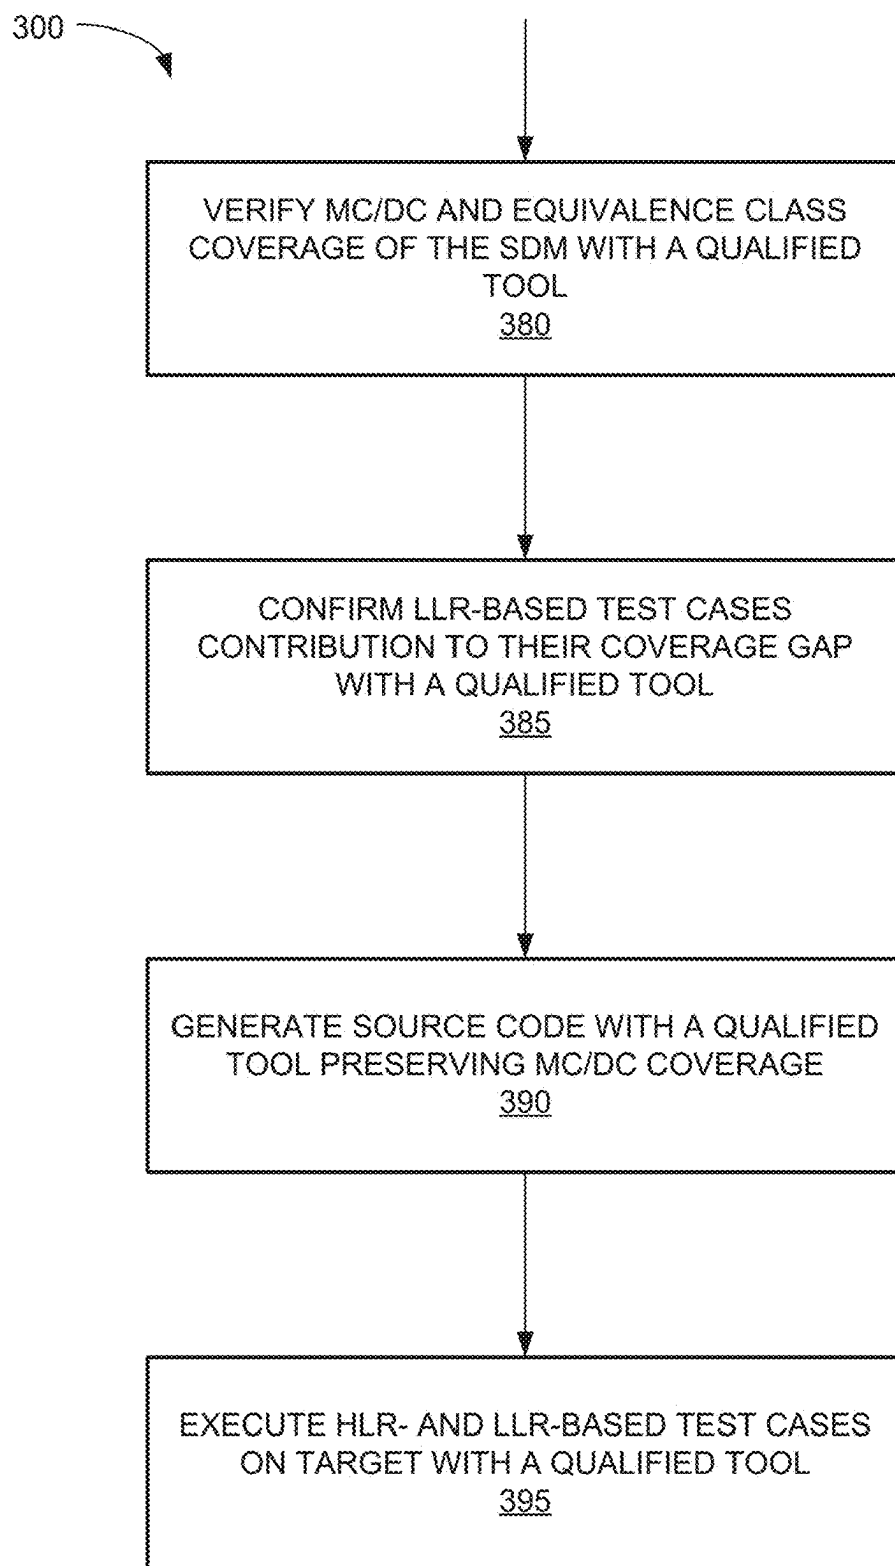 300
VERIFY MC/DC AND EQUIVALENCE CLASS
COVERAGE OF THE SDM WITH A QUALIFIED
TOOL
380
CONFIRM LLR-BASED TEST CASES
CONTRIBUTION TO THEIR COVERAGE GAP
WITH A QUALIFIED TOOL
385
GENERATE SOURCE CODE WITH A QUALIFIED
TOOL PRESERVING MC/DC COVERAGE
390
EXECUTE HLR- AND LLR-BASED TEST CASES
ON TARGET WITH A QUALIFIED TOOL
395